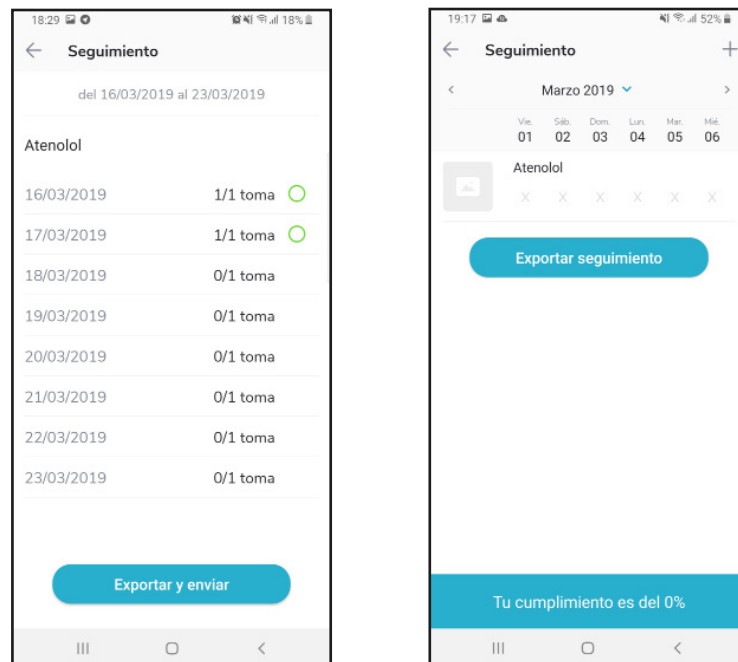 18:29 18%
Seguimiento
del 16/03/2019 al 23/03/2019
Atenolol
16/03/2019 1/1 toma
17/03/2019 1/1 toma
18/03/2019 0/1 toma
19/03/2019 0/1 toma
20/03/2019 0/1 toma
21/03/2019 0/1 toma
22/03/2019 0/1 toma
23/03/2019 0/1 toma
Exportar y enviar
19:17 52%
Seguimiento
Marzo 2019
Vie. Sáb. Dom. Lun. Mar. Mié.
01 02 03 04 05 06
Atenolol
X X X X X X
Exportar seguimiento
Tu cumplimiento es del 0%